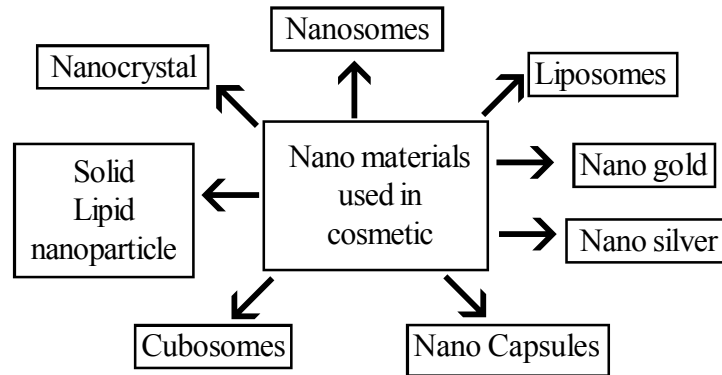 Nanosomes
Nanocrystal
Liposomes
Solid
Lipid
nanoparticle
Nano materials
used in
cosmetic
Nano gold
Nano silver
Cubosomes
Nano Capsules